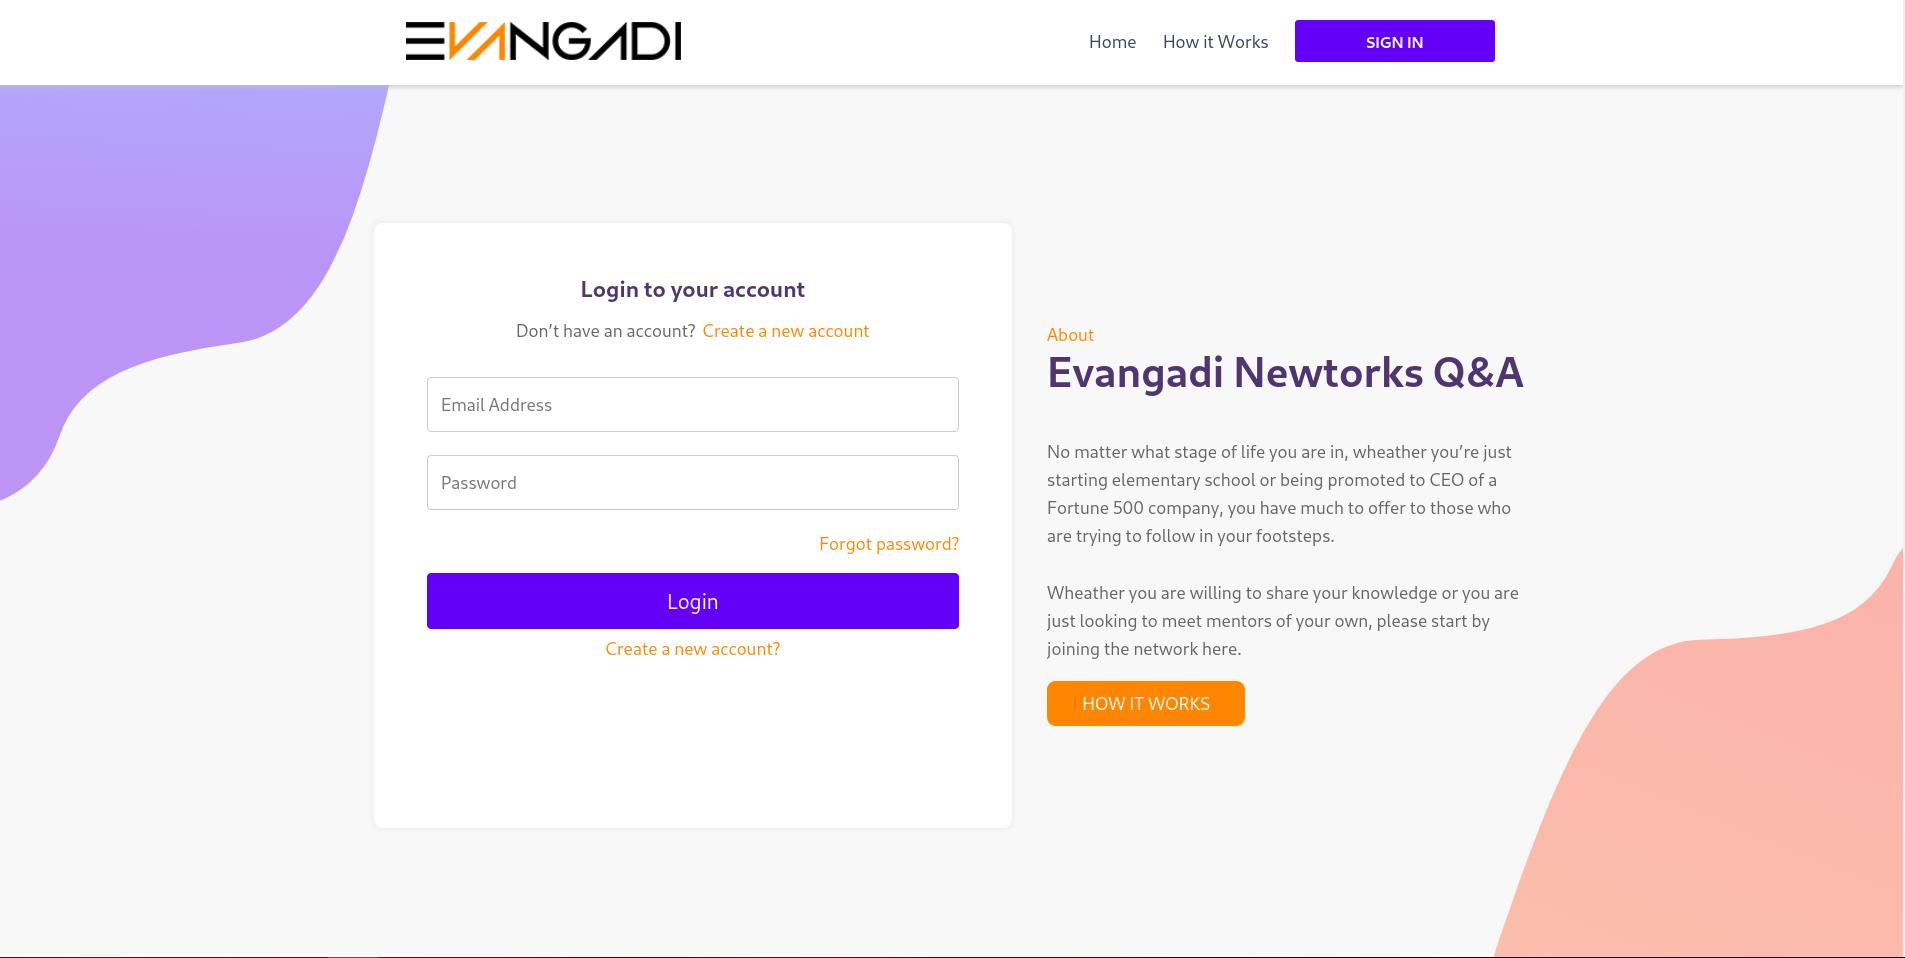 EVANGADI
Home
How it Works
SIGN IN
Login to your account
Don’t have an account? Create a new account
Email Address
Password
Forgot password?
Login
Create a new account?
About
Evangadi Newtorks Q&A
No matter what stage of life you are in, wheather you’re just
starting elementary school or being promoted to CEO of a
Fortune 500 company, you have much to offer to those who
are trying to follow in your footsteps.
Wheather you are willing to share your knowledge or you are
just looking to meet mentors of your own, please start by
joining the network here.
HOW IT WORKS